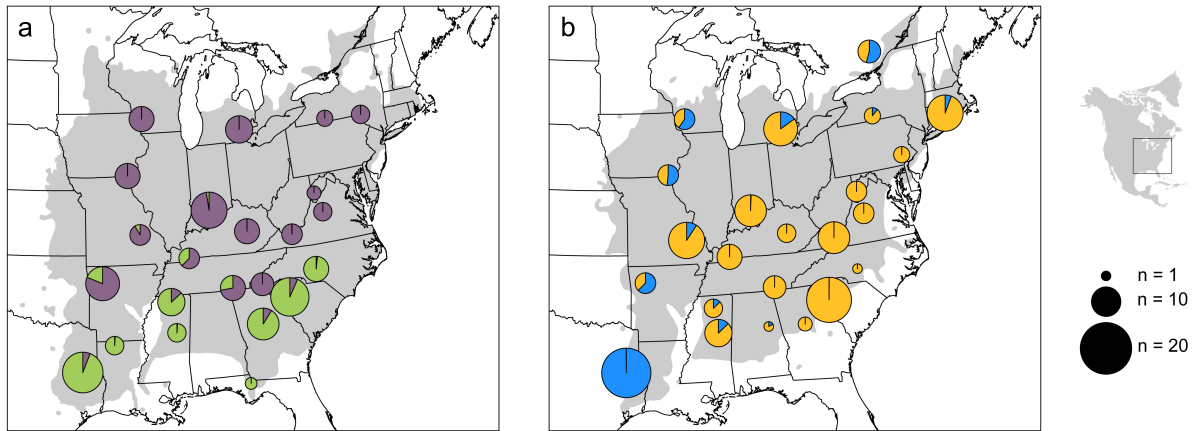 a
b
n = 1
n = 10
n = 20